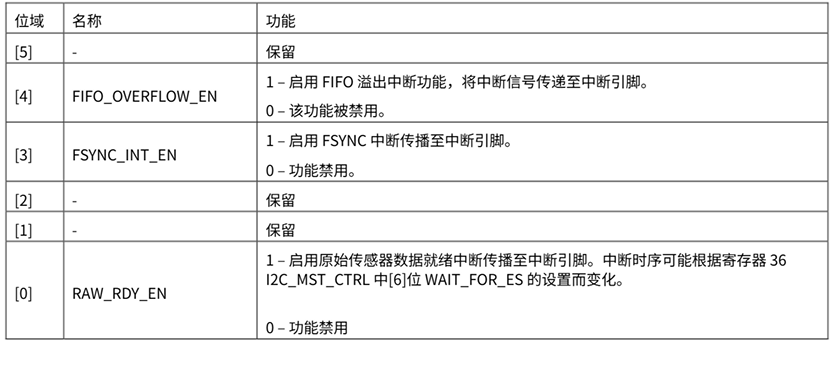 位域 名称 功能
[5] - 保留
[4] FIFO_OVERFLOW_EN 1 – 启用 FIFO 溢出中断功能，将中断信号传递至中断引脚。
0 – 该功能被禁用。
[3] FSYNC_INT_EN 1 – 启用 FSYNC 中断传播至中断引脚。
0 – 功能禁用。
[2] - 保留
[1] - 保留
[0] RAW_RDY_EN 1 – 启用原始传感器数据就绪中断传播至中断引脚。中断时序可能根据寄存器 36
I2C_MST_CTRL 中[6]位 WAIT_FOR_ES 的设置而变化。
0 – 功能禁用